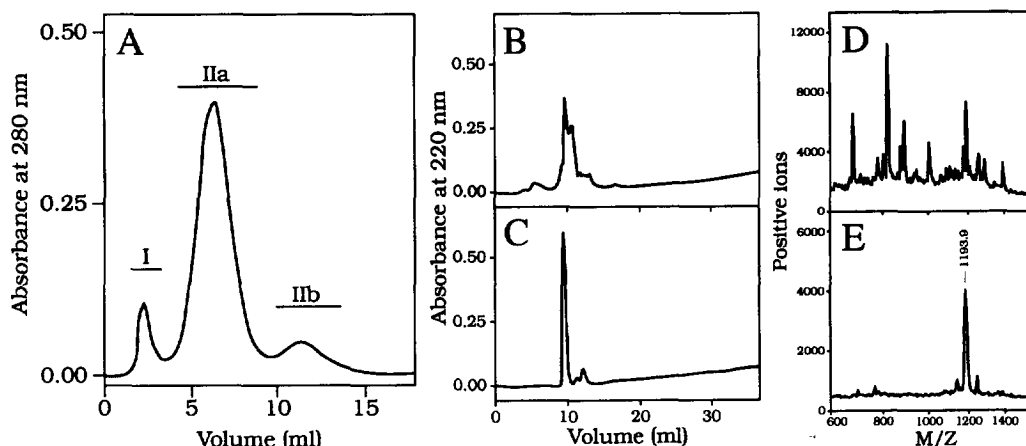 A
Absorbance at 280 nm
0.50
0.25
0.00
I
IIa
IIb
0 5 10 15
Volume (ml)
B
C
Absorbance at 220 nm
0.50
0.25
0.00
0.50
0.25
0.00
0 10 20 30
Volume (ml)
D
E
Positive ions
12000
8000
4000
0
6000
4000
2000
0
1193.9
600 800 1000 1200 1400
M/Z